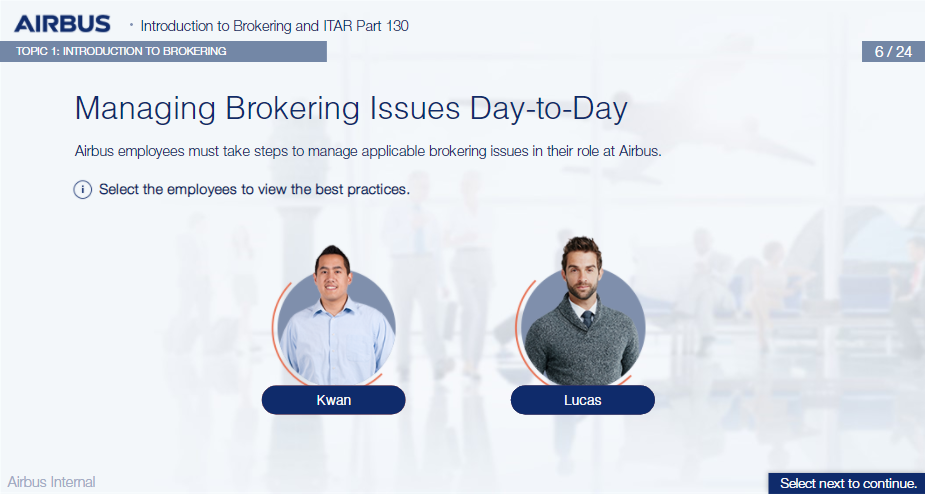 AIRBUS • Introduction to Brokering and ITAR Part 130
TOPIC 1: INTRODUCTION TO BROKERING
6 / 24
Managing Brokering Issues Day-to-Day
Airbus employees must take steps to manage applicable brokering issues in their role at Airbus.
i Select the employees to view the best practices.
Kwan
Lucas
Airbus Internal
Select next to continue.